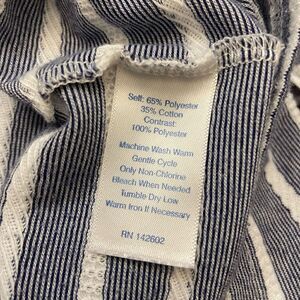 Self: 65% Polyester
35% Cotton
Contrast:
100% Polyester
Machine Wash Warm
Gentle Cycle
Only Non-Chlorine
Bleach When Needed
Tumble Dry Low
Warm Iron If Necessary
RN 142602